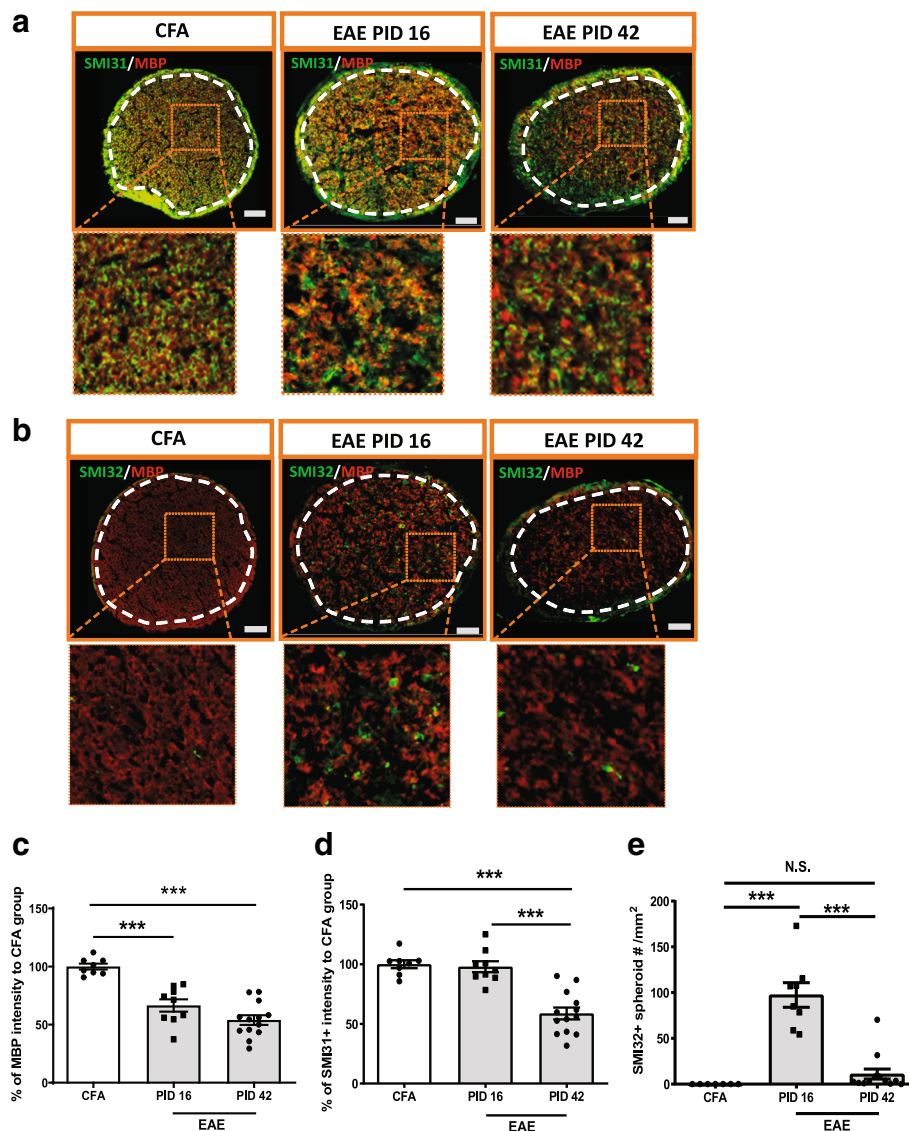 a
CFA
EAE PID 16
EAE PID 42
SMI31/MBP
SMI31/MBP
SMI31/MBP
b
CFA
EAE PID 16
EAE PID 42
SMI32/MBP
SMI32/MBP
SMI32/MBP
c
% of MBP intensity to CFA group
150
100
50
0
***
***
CFA
PID 16
PID 42
EAE
d
% of SMI31+ intensity to CFA group
150
100
50
0
***
***
CFA
PID 16
PID 42
EAE
e
SMI32+ spheroid # /mm²
200
150
100
50
0
N.S.
***
***
CFA
PID 16
PID 42
EAE